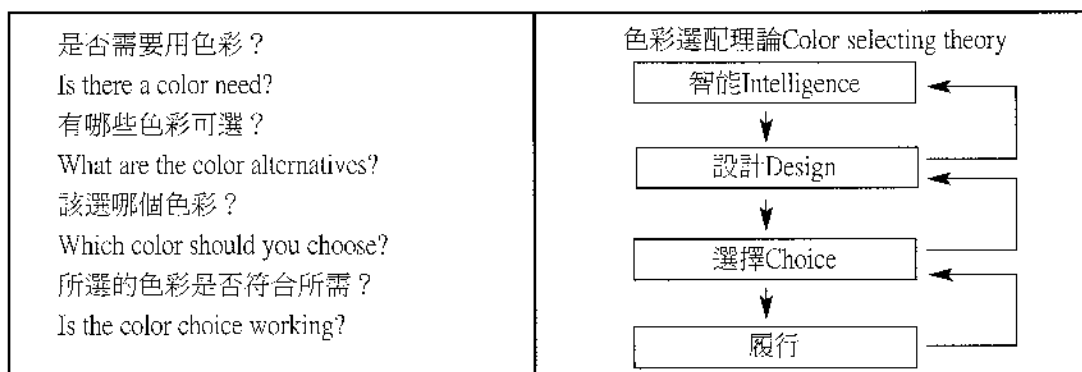 是否需要用色彩？
Is there a color need?
有哪些色彩可選？
What are the color alternatives?
該選哪個色彩？
Which color should you choose?
所選的色彩是否符合所需？
Is the color choice working?
色彩選配理論Color selecting theory
智能Intelligence
設計Design
選擇Choice
履行